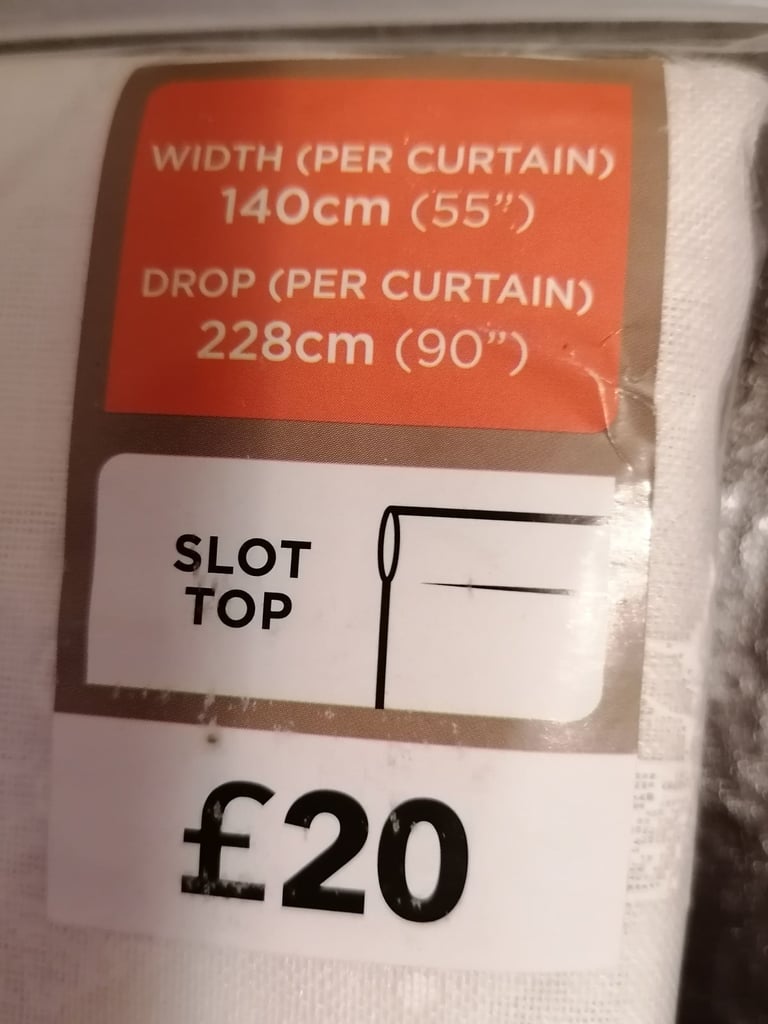 WIDTH (PER CURTAIN)
140cm (55”)
DROP (PER CURTAIN)
228cm (90”)
SLOT
TOP
£20